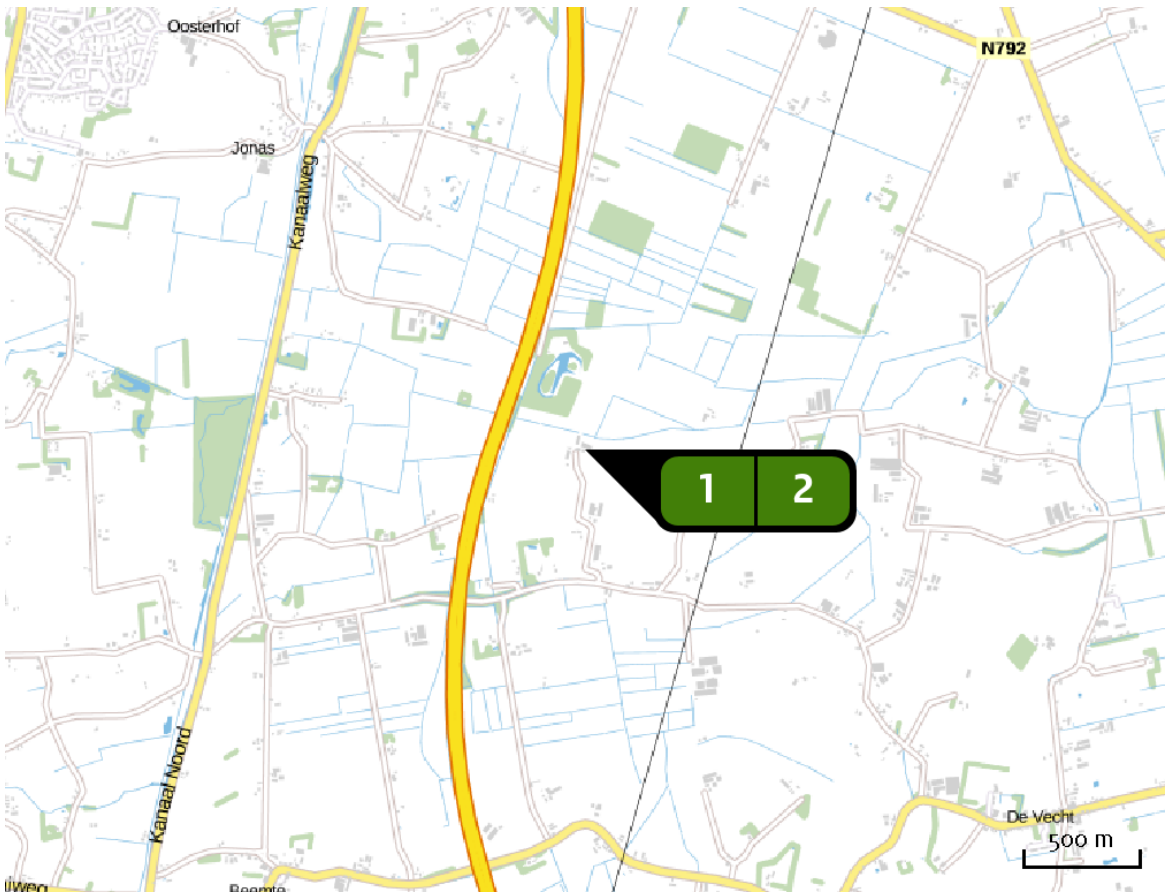 Oosterhof
N792
Jonas
Kanaalweg
1 2
Kanaal Noord
De Vecht
500 m
Beemte